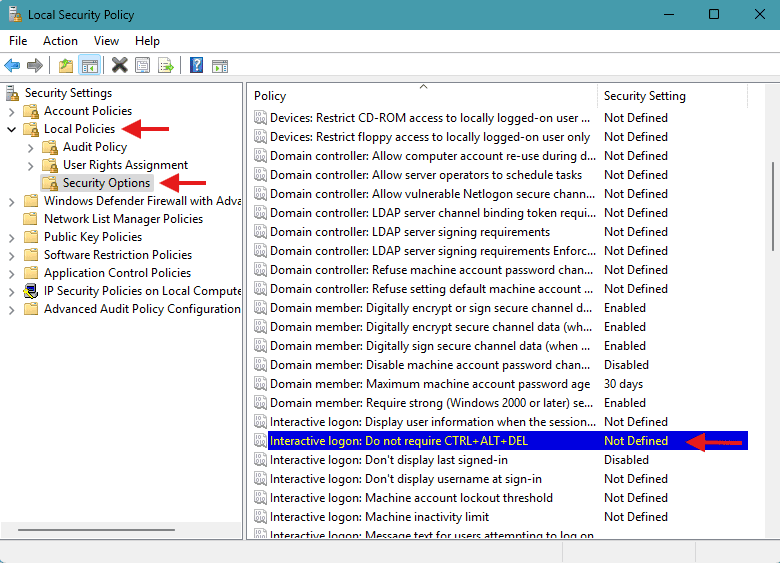 Local Security Policy
File Action View Help
Security Settings
Account Policies
Local Policies
Audit Policy
User Rights Assignment
Security Options
Windows Defender Firewall with Adva
Network List Manager Policies
Public Key Policies
Software Restriction Policies
Application Control Policies
IP Security Policies on Local Compute
Advanced Audit Policy Configuration
Policy Security Setting
Devices: Restrict CD-ROM access to locally logged-on user ... Not Defined
Devices: Restrict floppy access to locally logged-on user only Not Defined
Domain controller: Allow computer account re-use during d... Not Defined
Domain controller: Allow server operators to schedule tasks Not Defined
Domain controller: Allow vulnerable Netlogon secure chann... Not Defined
Domain controller: LDAP server channel binding token requi... Not Defined
Domain controller: LDAP server signing requirements Not Defined
Domain controller: LDAP server signing requirements Enforc... Not Defined
Domain controller: Refuse machine account password chan... Not Defined
Domain controller: Refuse setting default machine account ... Not Defined
Domain member: Digitally encrypt or sign secure channel d... Enabled
Domain member: Digitally encrypt secure channel data (wh... Enabled
Domain member: Digitally sign secure channel data (when ... Enabled
Domain member: Disable machine account password chan... Disabled
Domain member: Maximum machine account password age 30 days
Domain member: Require strong (Windows 2000 or later) se... Enabled
Interactive logon: Display user information when the session... Not Defined
Interactive logon: Do not require CTRL+ALT+DEL Not Defined
Interactive logon: Don't display last signed-in Disabled
Interactive logon: Don't display username at sign-in Not Defined
Interactive logon: Machine account lockout threshold Not Defined
Interactive logon: Machine inactivity limit Not Defined
Interactive logon: Message text for users attempting to log on